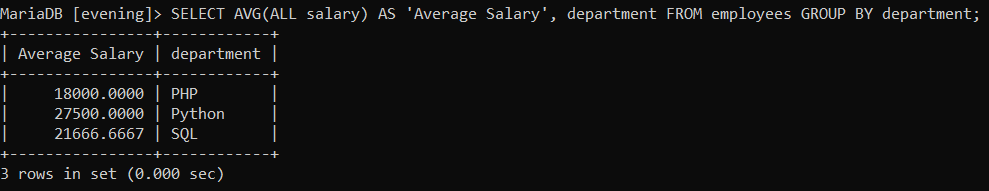 MariaDB [evening]> SELECT AVG(ALL salary) AS 'Average Salary', department FROM employees GROUP BY department;
+----------------+------------+
| Average Salary | department |
+----------------+------------+
|     18000.0000 | PHP        |
|     27500.0000 | Python     |
|     21666.6667 | SQL        |
+----------------+------------+
3 rows in set (0.000 sec)